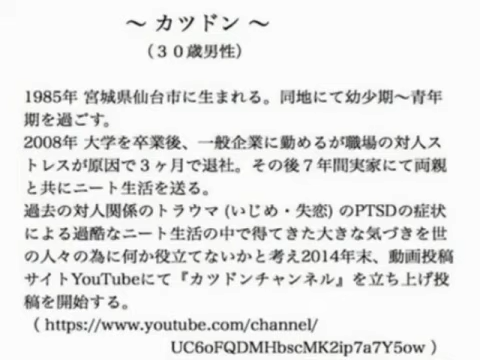 ～ カツドン ～
（３０歳男性）
1985年 宮城県仙台市に生まれる。同地にて幼少期～青年
期を過ごす。
2008年 大学を卒業後、一般企業に勤めるが職場の対人ス
トレスが原因で３ヶ月で退社。その後７年間実家にて両親
と共にニート生活を送る。
過去の対人関係のトラウマ (いじめ・失恋) のPTSDの症状
による過酷なニート生活の中で得てきた大きな気づきを世
の人々の為に何か役立てないかと考え2014年末、動画投稿
サイトYouTubeにて『カツドンチャンネル』を立ち上げ投
稿を開始する。
（ https://www.youtube.com/channel/
UC6oFQDMHbscMK2ip7a7Y5ow ）